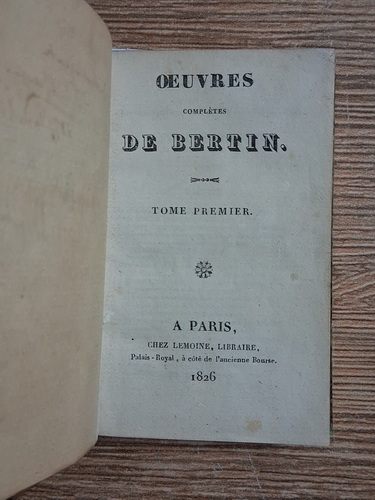 ŒUVRES
COMPLÈTES
DE BERTIN.
TOME PREMIER.
A PARIS,
CHEZ LEMOINE, LIBRAIRE,
Palais-Royal, à côté de l'ancienne Bourse.
1826